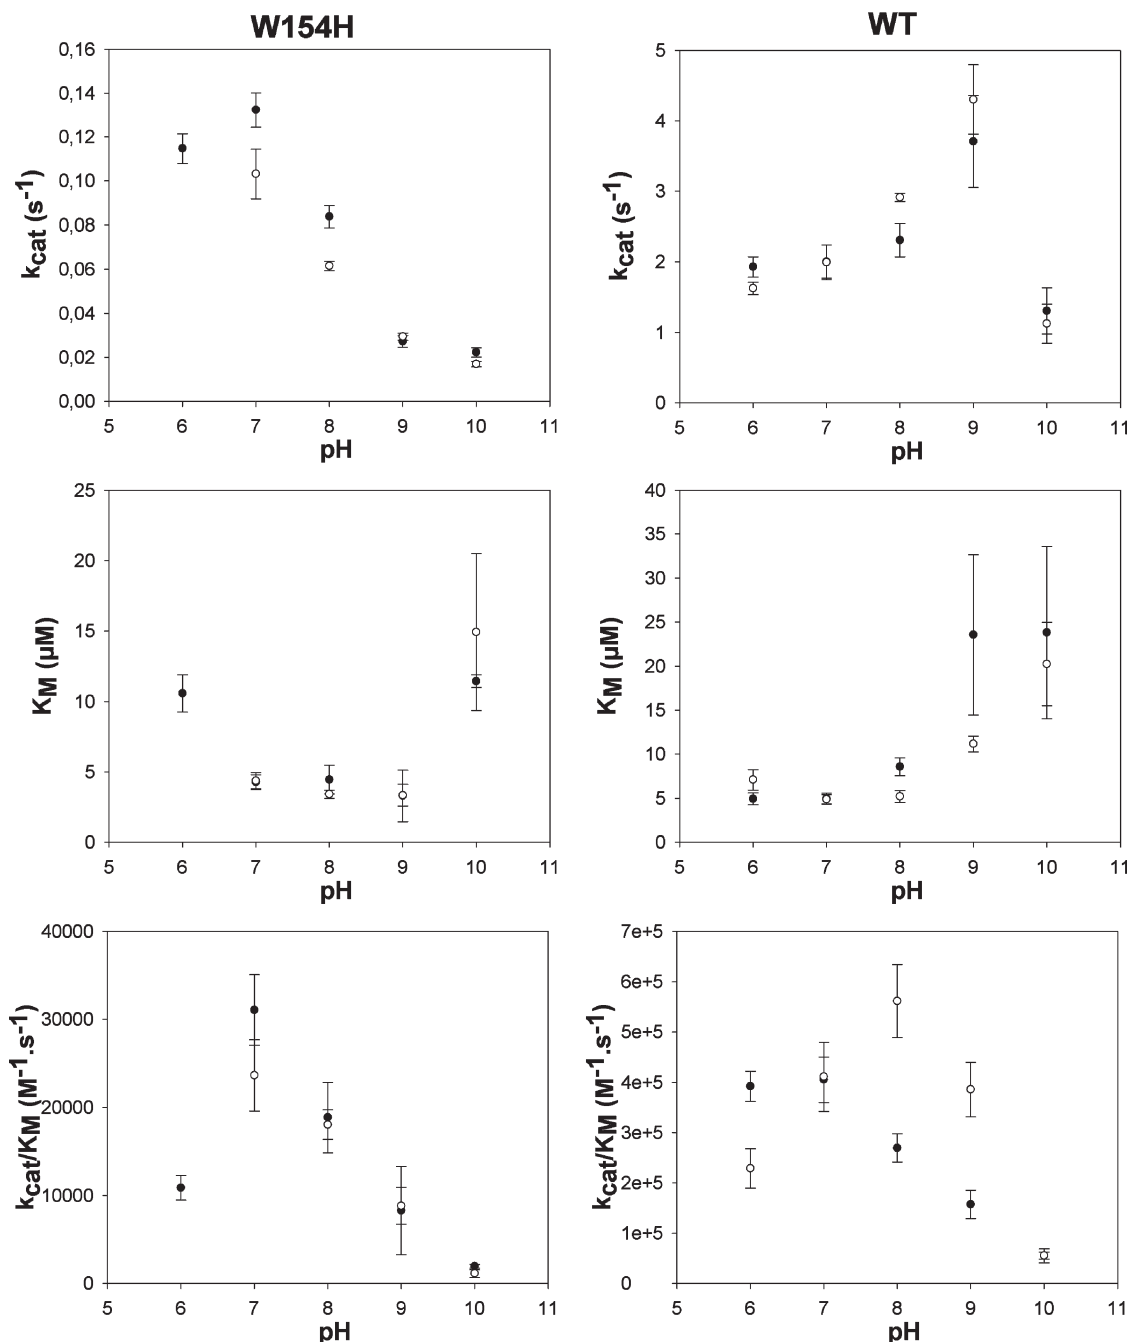 W154H
WT
0,16
0,14
0,12
0,10
0,08
0,06
0,04
0,02
0,00
kcat (s-1)
5 6 7 8 9 10 11
pH
5
4
3
2
1
0
kcat (s-1)
5 6 7 8 9 10 11
pH
25
20
15
10
5
0
KM (µM)
5 6 7 8 9 10 11
pH
40
35
30
25
20
15
10
5
0
KM (µM)
5 6 7 8 9 10 11
pH
40000
30000
20000
10000
0
kcat/KM (M-1.s-1)
5 6 7 8 9 10 11
pH
7e+5
6e+5
5e+5
4e+5
3e+5
2e+5
1e+5
0
kcat/KM (M-1.s-1)
5 6 7 8 9 10 11
pH